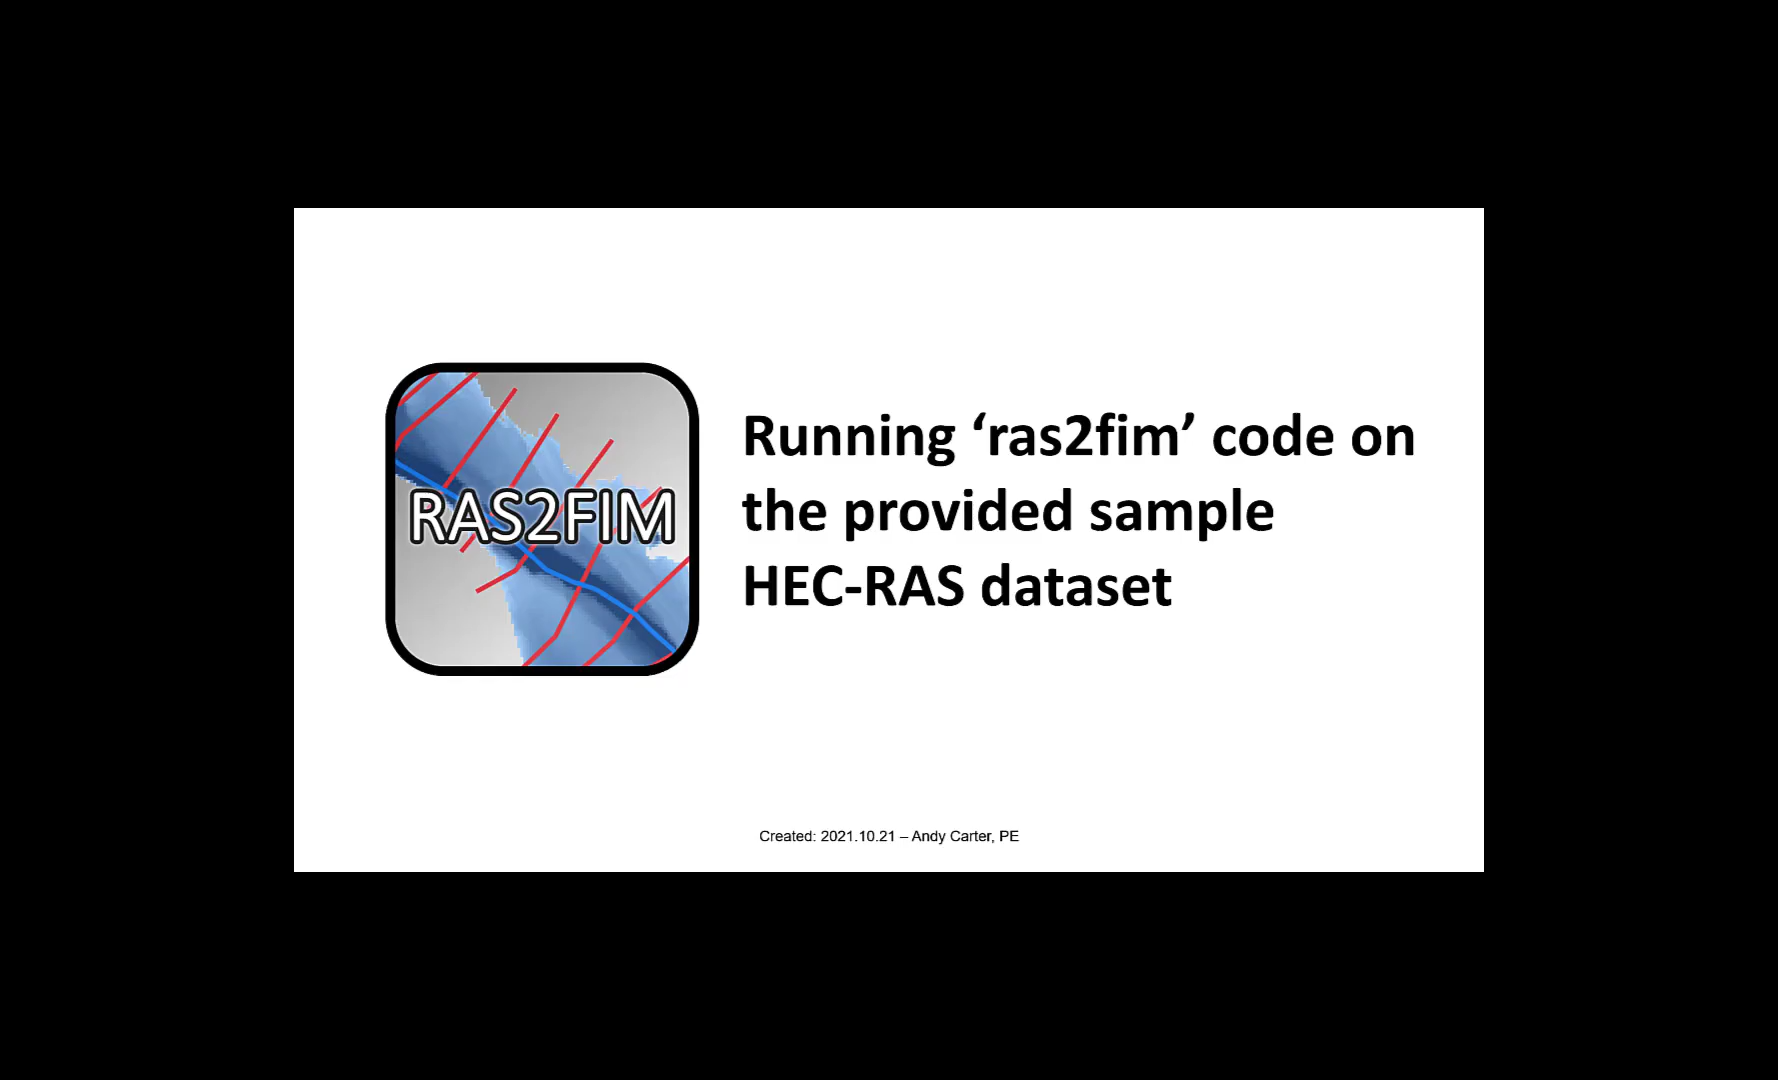 RAS2FIM
Running ‘ras2fim’ code on
the provided sample
HEC-RAS dataset
Created: 2021.10.21 – Andy Carter, PE